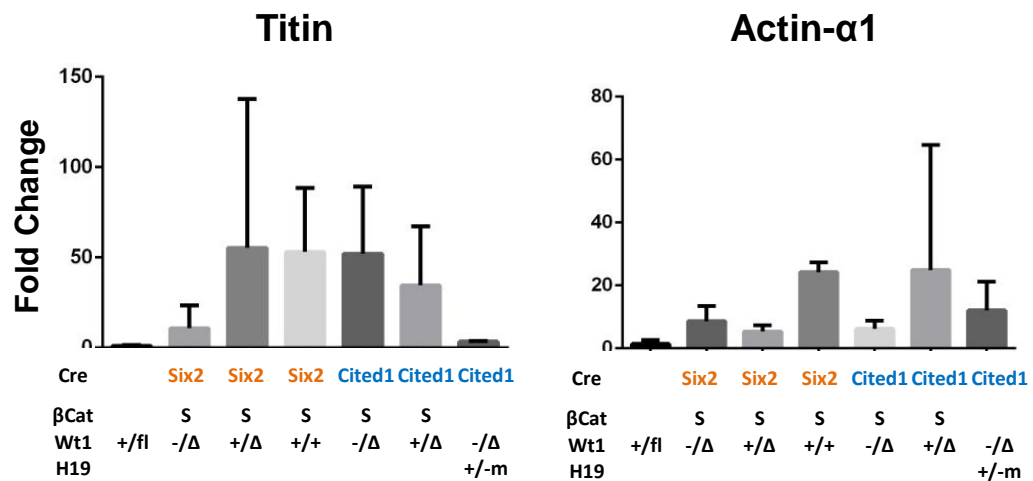 Titin
Fold Change
150
100
50
0
Cre Six2 Six2 Six2 Cited1 Cited1 Cited1
βCat S S S S S
Wt1 +/fl -/Δ +/Δ +/+ -/Δ +/Δ -/Δ
H19 +/-m
Actin-α1
80
60
40
20
0
Cre Six2 Six2 Six2 Cited1 Cited1 Cited1
βCat S S S S S
Wt1 +/fl -/Δ +/Δ +/+ -/Δ +/Δ -/Δ
H19 +/-m